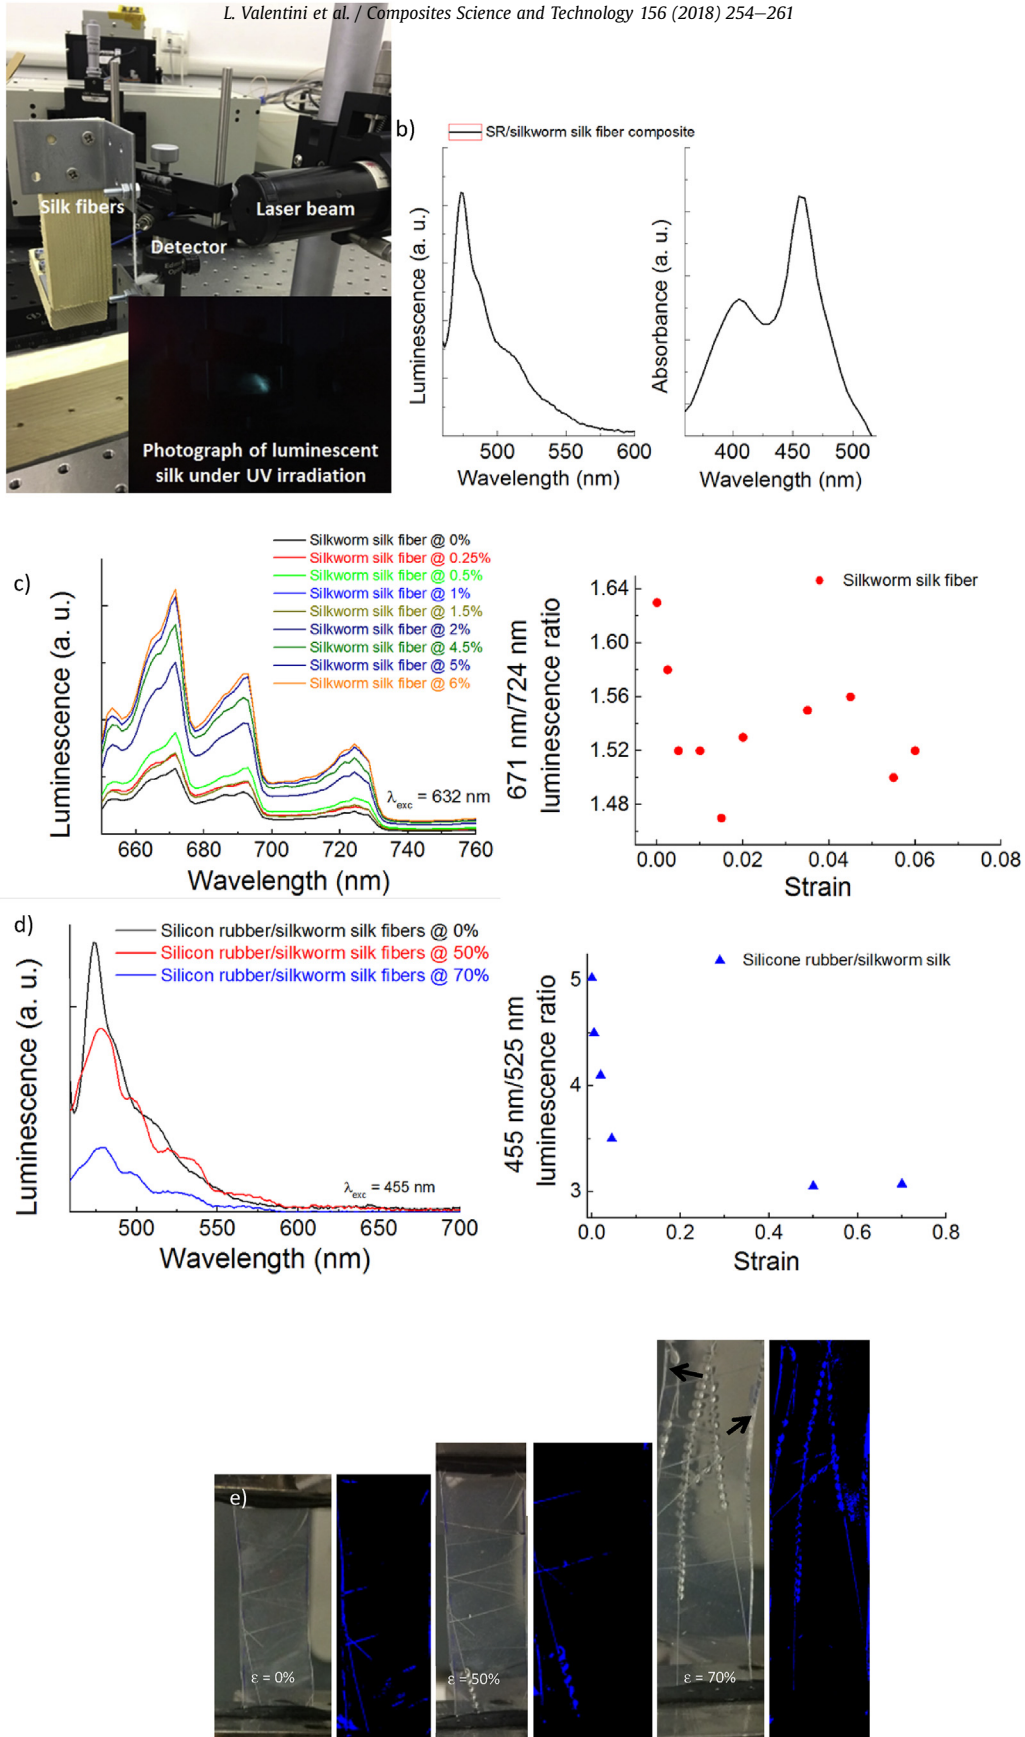 L. Valentini et al. / Composites Science and Technology 156 (2018) 254–261
Silk fibers
Laser beam
Detector
Photograph of luminescent
silk under UV irradiation
b)
SR/silkworm silk fiber composite
Luminescence (a. u.)
500 550 600
Wavelength (nm)
Absorbance (a. u.)
400 450 500
Wavelength (nm)
c)
Silkworm silk fiber @ 0%
Silkworm silk fiber @ 0.25%
Silkworm silk fiber @ 0.5%
Silkworm silk fiber @ 1%
Silkworm silk fiber @ 1.5%
Silkworm silk fiber @ 2%
Silkworm silk fiber @ 4.5%
Silkworm silk fiber @ 5%
Silkworm silk fiber @ 6%
Luminescence (a. u.)
λexc = 632 nm
660 680 700 720 740 760
Wavelength (nm)
Silkworm silk fiber
671 nm/724 nm
luminescence ratio
1.64
1.60
1.56
1.52
1.48
0.00 0.02 0.04 0.06 0.08
Strain
d)
Silicon rubber/silkworm silk fibers @ 0%
Silicon rubber/silkworm silk fibers @ 50%
Silicon rubber/silkworm silk fibers @ 70%
Luminescence (a. u.)
λexc = 455 nm
500 550 600 650 700
Wavelength (nm)
Silicone rubber/silkworm silk
455 nm/525 nm
luminescence ratio
5
4
3
0.0 0.2 0.4 0.6 0.8
Strain
e)
ε = 0%
ε = 50%
ε = 70%